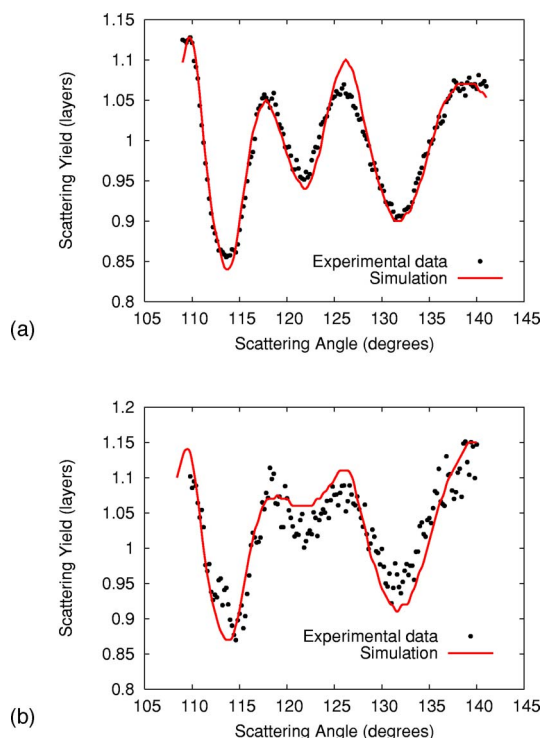 1.15
1.1
1.05
1
0.95
0.9
0.85
0.8
Scattering Yield (layers)
Experimental data
Simulation
105 110 115 120 125 130 135 140 145
Scattering Angle (degrees)
(a)
1.2
1.15
1.1
1.05
1
0.95
0.9
0.85
0.8
Scattering Yield (layers)
Experimental data
Simulation
105 110 115 120 125 130 135 140 145
Scattering Angle (degrees)
(b)